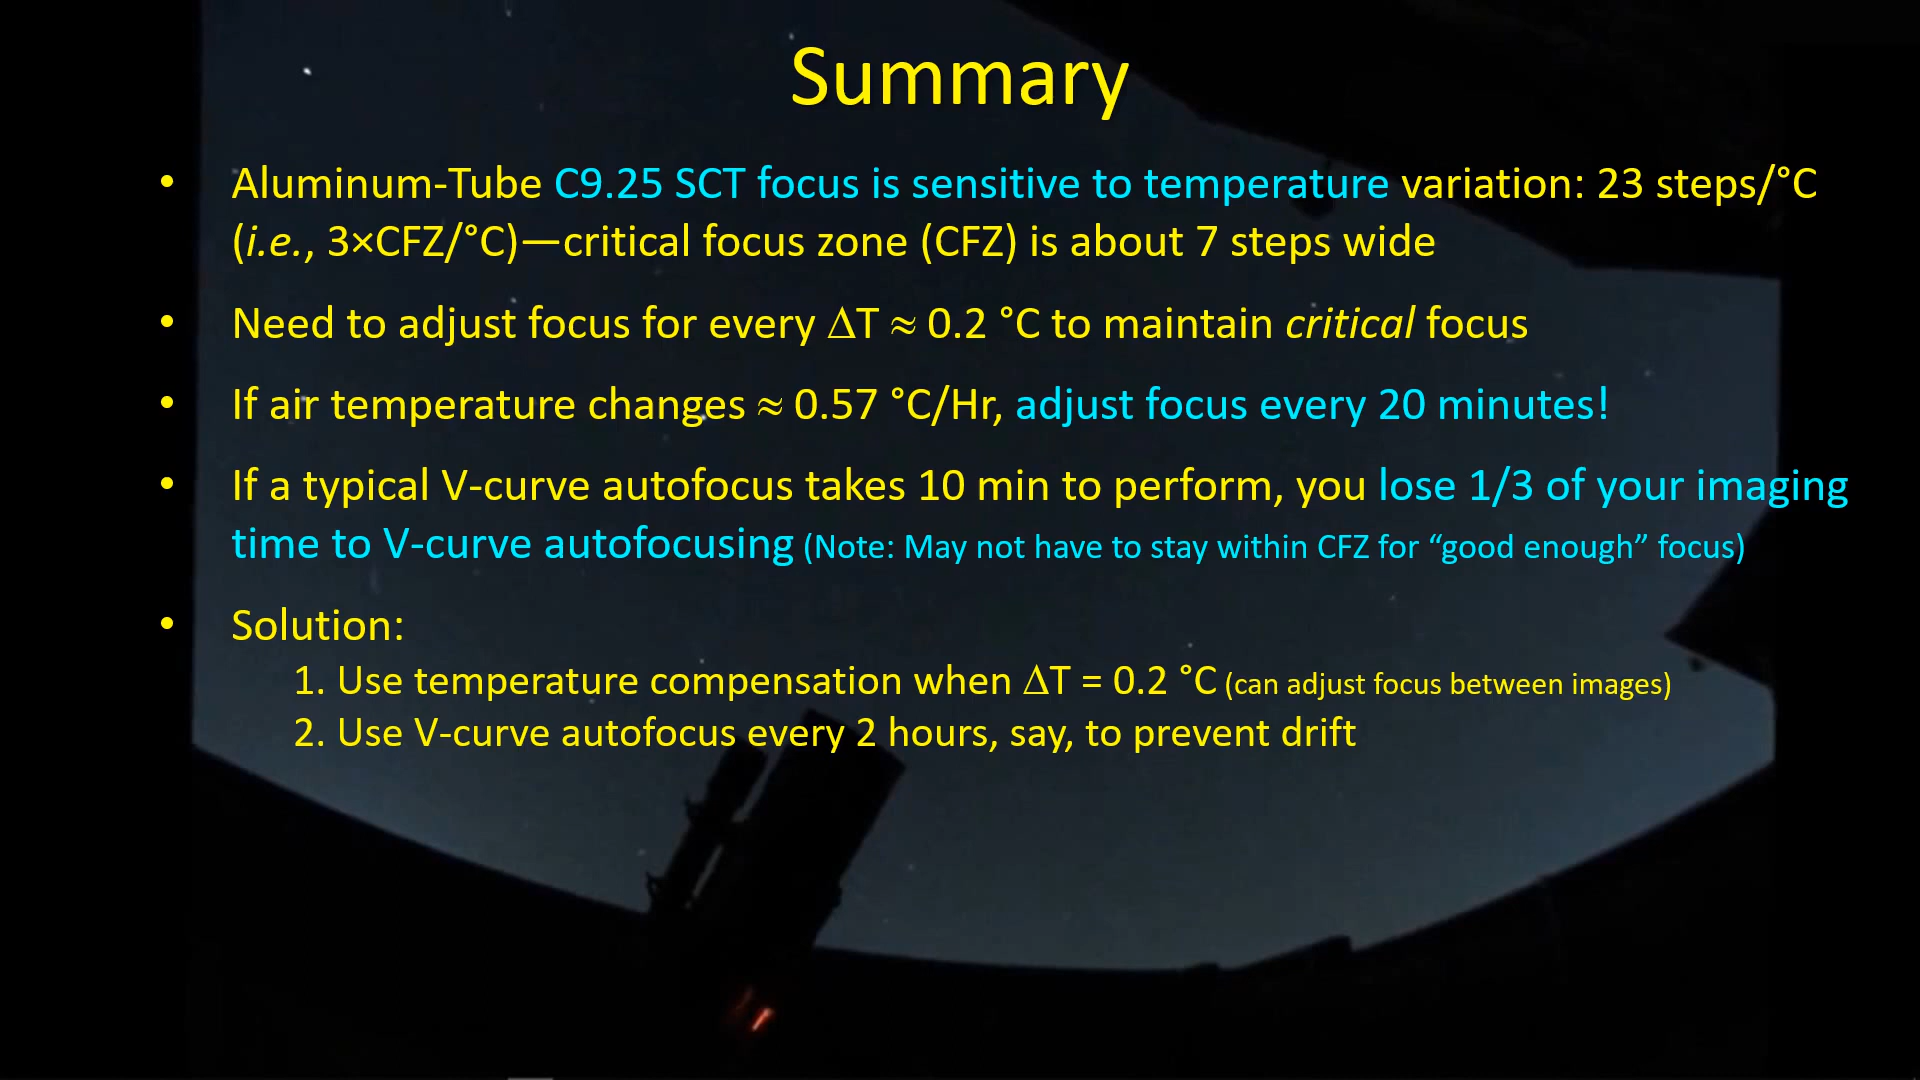 Summary
• Aluminum-Tube C9.25 SCT focus is sensitive to temperature variation: 23 steps/°C
(i.e., 3×CFZ/°C)—critical focus zone (CFZ) is about 7 steps wide
• Need to adjust focus for every ΔT ≈ 0.2 °C to maintain critical focus
• If air temperature changes ≈ 0.57 °C/Hr, adjust focus every 20 minutes!
• If a typical V-curve autofocus takes 10 min to perform, you lose 1/3 of your imaging
time to V-curve autofocusing (Note: May not have to stay within CFZ for “good enough” focus)
• Solution:
1. Use temperature compensation when ΔT = 0.2 °C (can adjust focus between images)
2. Use V-curve autofocus every 2 hours, say, to prevent drift